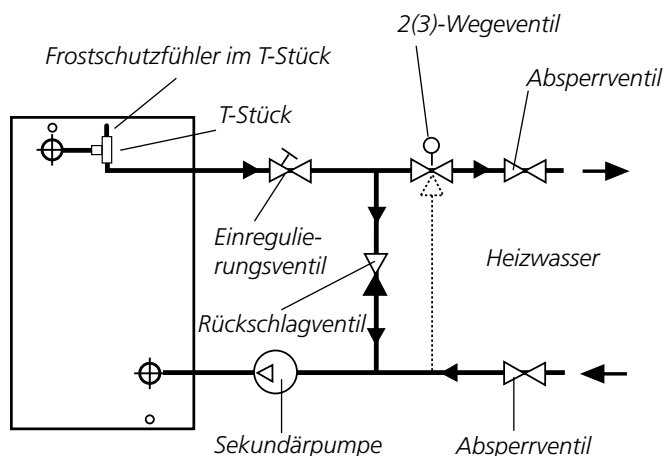 2(3)-Wegeventil
Frostschutzfühler im T-Stück
Absperrventil
T-Stück
Einregulie-
rungsventil
Heizwasser
Rückschlagventil
Sekundärpumpe
Absperrventil